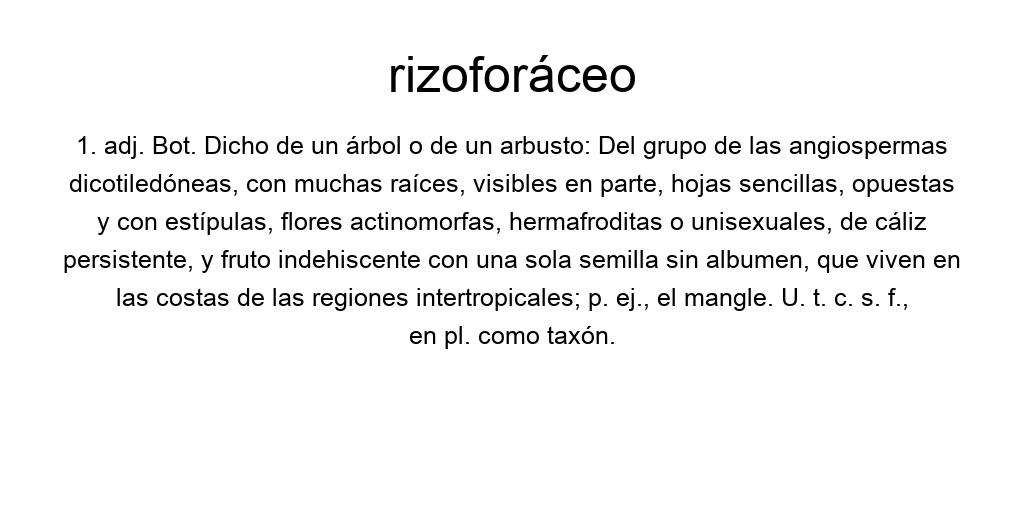 rizoforáceo
1. adj. Bot. Dicho de un árbol o de un arbusto: Del grupo de las angiospermas
dicotiledóneas, con muchas raíces, visibles en parte, hojas sencillas, opuestas
y con estípulas, flores actinomorfas, hermafroditas o unisexuales, de cáliz
persistente, y fruto indehiscente con una sola semilla sin albumen, que viven en
las costas de las regiones intertropicales; p. ej., el mangle. U. t. c. s. f.,
en pl. como taxón.